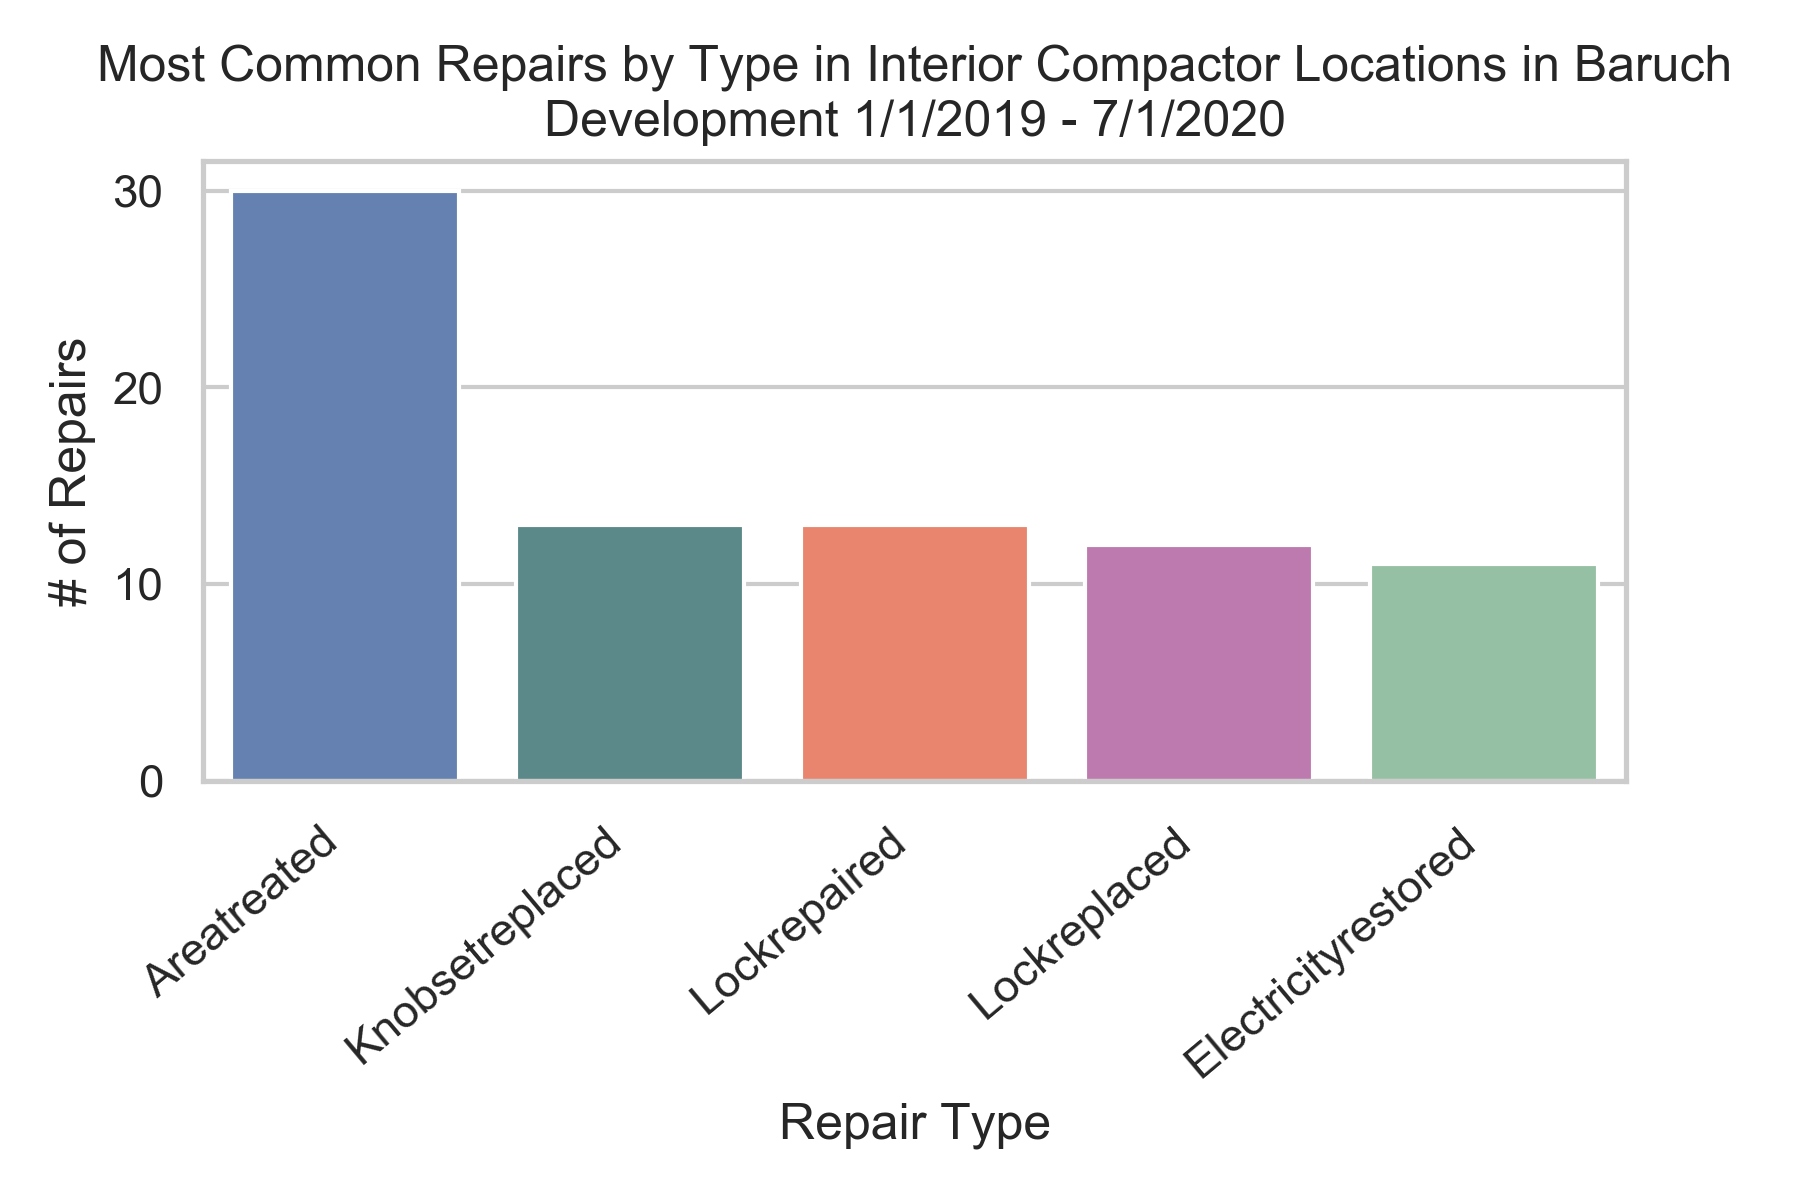 Most Common Repairs by Type in Interior Compactor Locations in Baruch
Development 1/1/2019 - 7/1/2020
# of Repairs
30
20
10
0
Areatreated
Knobsetreplaced
Lockrepaired
Lockreplaced
Electricityrestored
Repair Type